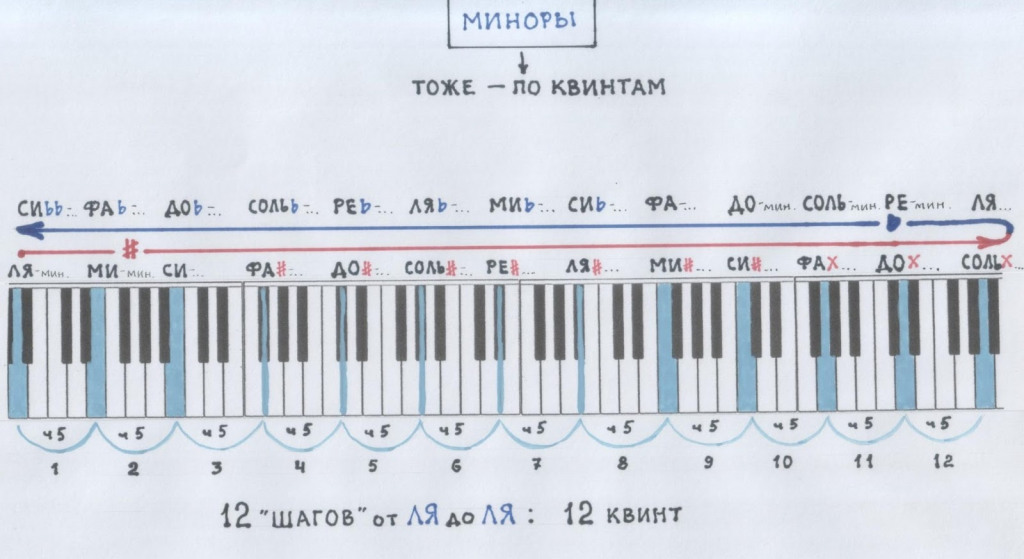 МИНОРЫ
ТОЖЕ – ПО КВИНТАМ
СИbb-... ФАb-... ДОb-... СОЛЬb-... РЕb-... ЛЯb-... МИb-... СИb-... ФА-... ДО-мин. СОЛЬ-мин. РЕ-мин. ЛЯ...
#
ЛЯ-мин. МИ-мин. СИ-... ФА#-... ДО#-... СОЛЬ#-... РЕ#... ЛЯ#... МИ#... СИ#... ФАX... ДОX... СОЛЬX...
ч5 ч5 ч5 ч5 ч5 ч5 ч5 ч5 ч5 ч5 ч5 ч5
1 2 3 4 5 6 7 8 9 10 11 12
12 "ШАГОВ" ОТ ЛЯ ДО ЛЯ : 12 КВИНТ